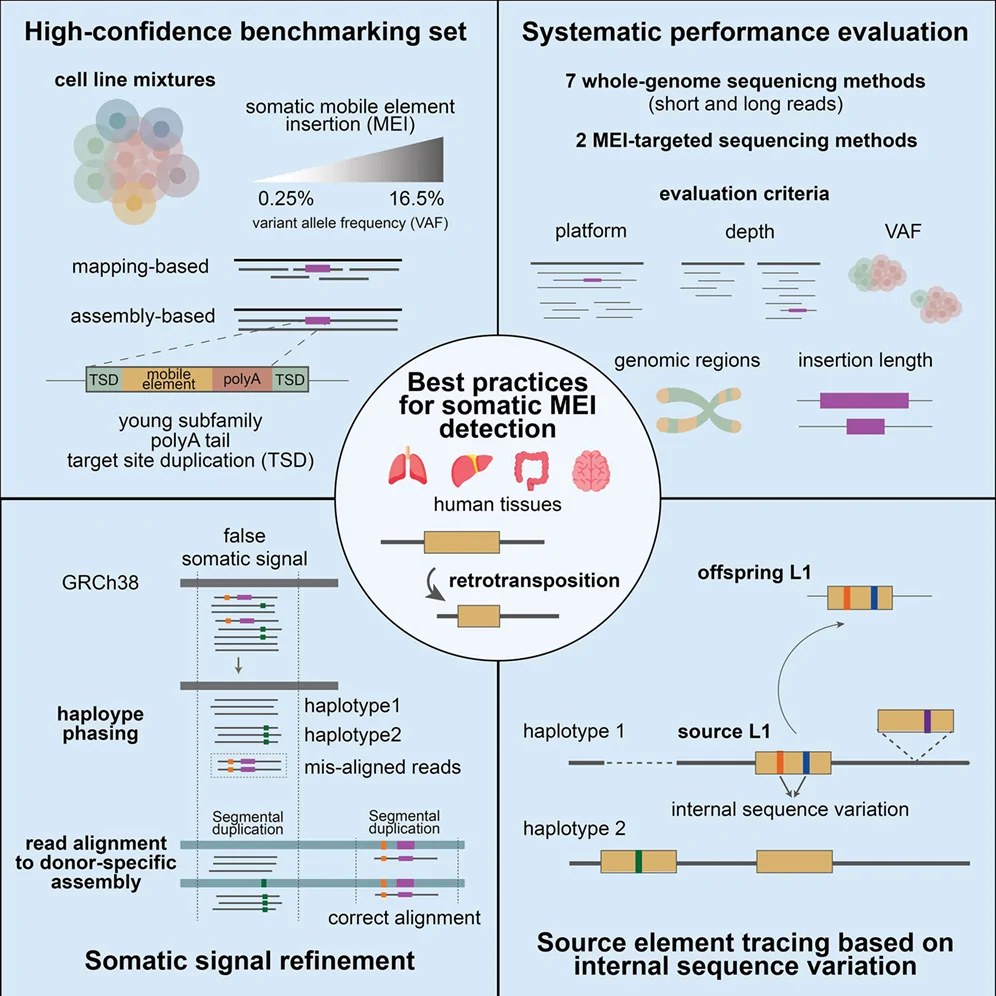 High-confidence benchmarking set
cell line mixtures
somatic mobile element
insertion (MEI)
0.25%
16.5%
variant allele frequency (VAF)
mapping-based
assembly-based
TSD
mobile
element
polyA
TSD
young subfamily
polyA tail
target site duplication (TSD)
Systematic performance evaluation
7 whole-genome sequenicng methods
(short and long reads)
2 MEI-targeted sequencing methods
evaluation criteria
platform
depth
VAF
genomic regions
insertion length
Best practices
for somatic MEI
detection
human tissues
retrotransposition
false
somatic signal
GRCh38
haploype
phasing
haplotype1
haplotype2
mis-aligned reads
Segmental
duplication
Segmental
duplication
read alignment
to donor-specific
assembly
correct alignment
Somatic signal refinement
offspring L1
haplotype 1
source L1
internal sequence variation
haplotype 2
Source element tracing based on
internal sequence variation